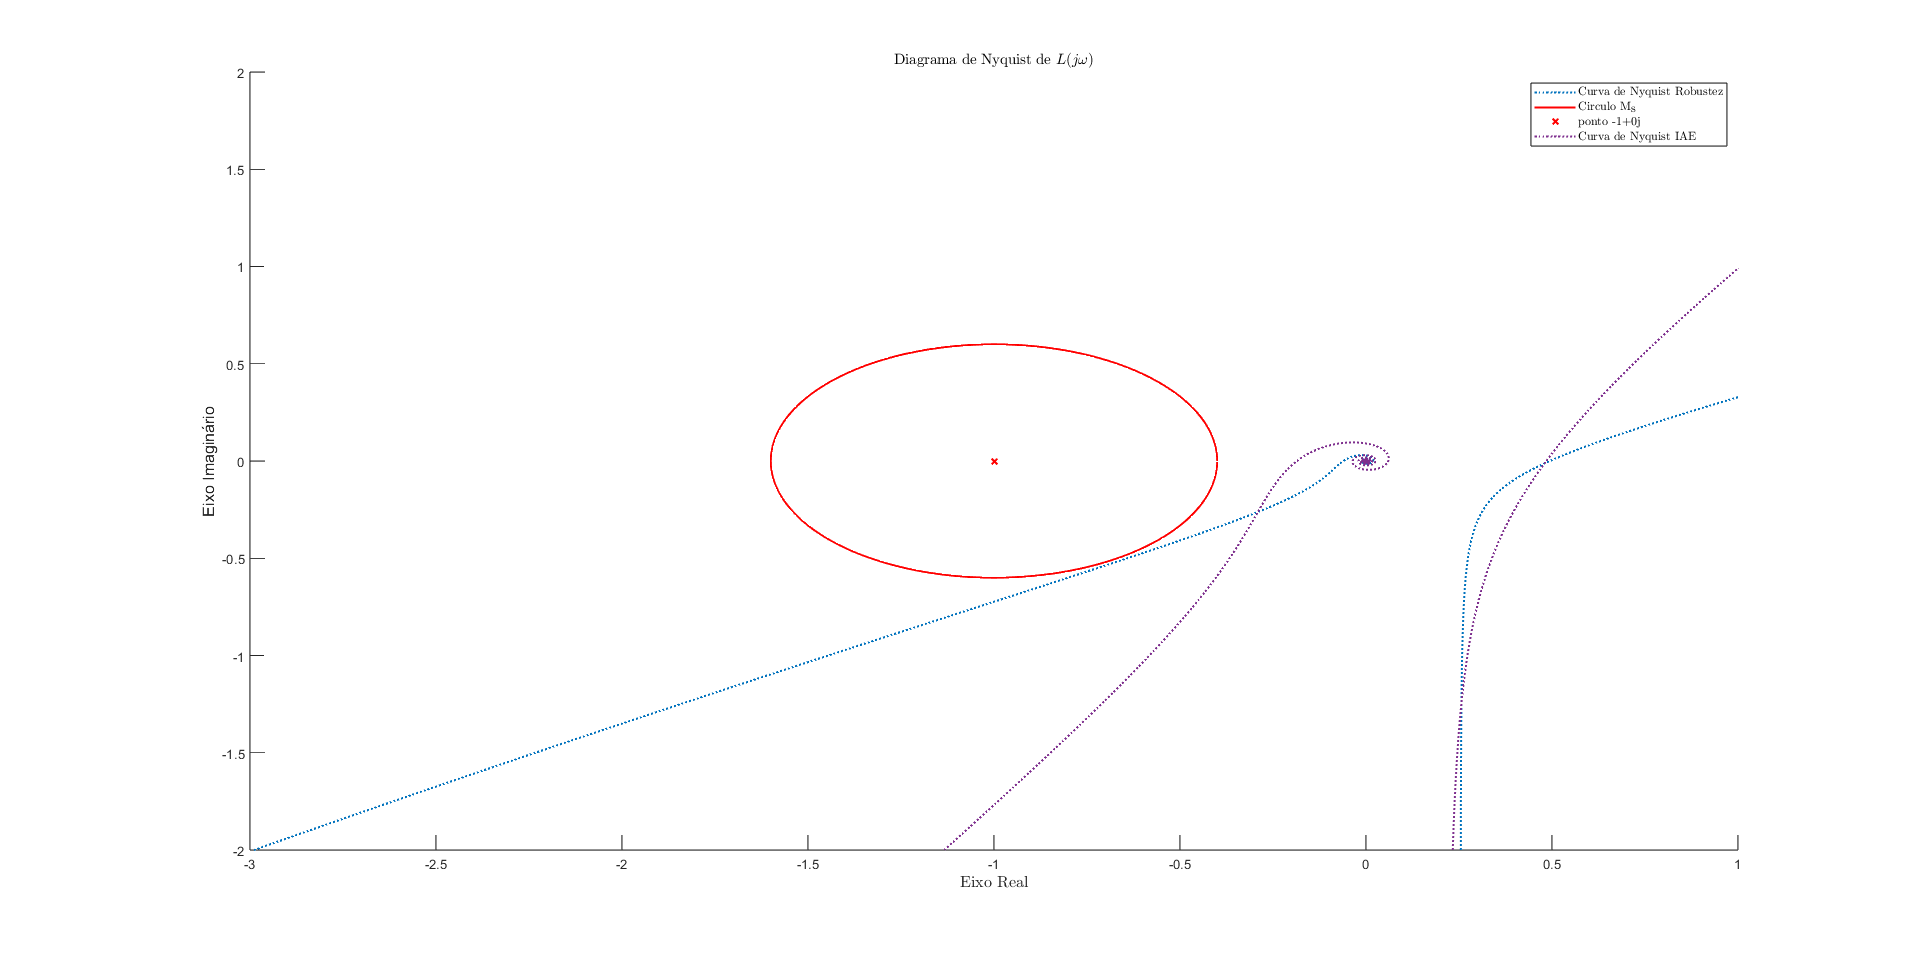 Diagrama de Nyquist de L(jω)
Curva de Nyquist Robustez
Circulo M_S
ponto -1+0j
Curva de Nyquist IAE
Eixo Imaginário
2
1.5
1
0.5
0
-0.5
-1
-1.5
-2
-3 -2.5 -2 -1.5 -1 -0.5 0 0.5 1
Eixo Real